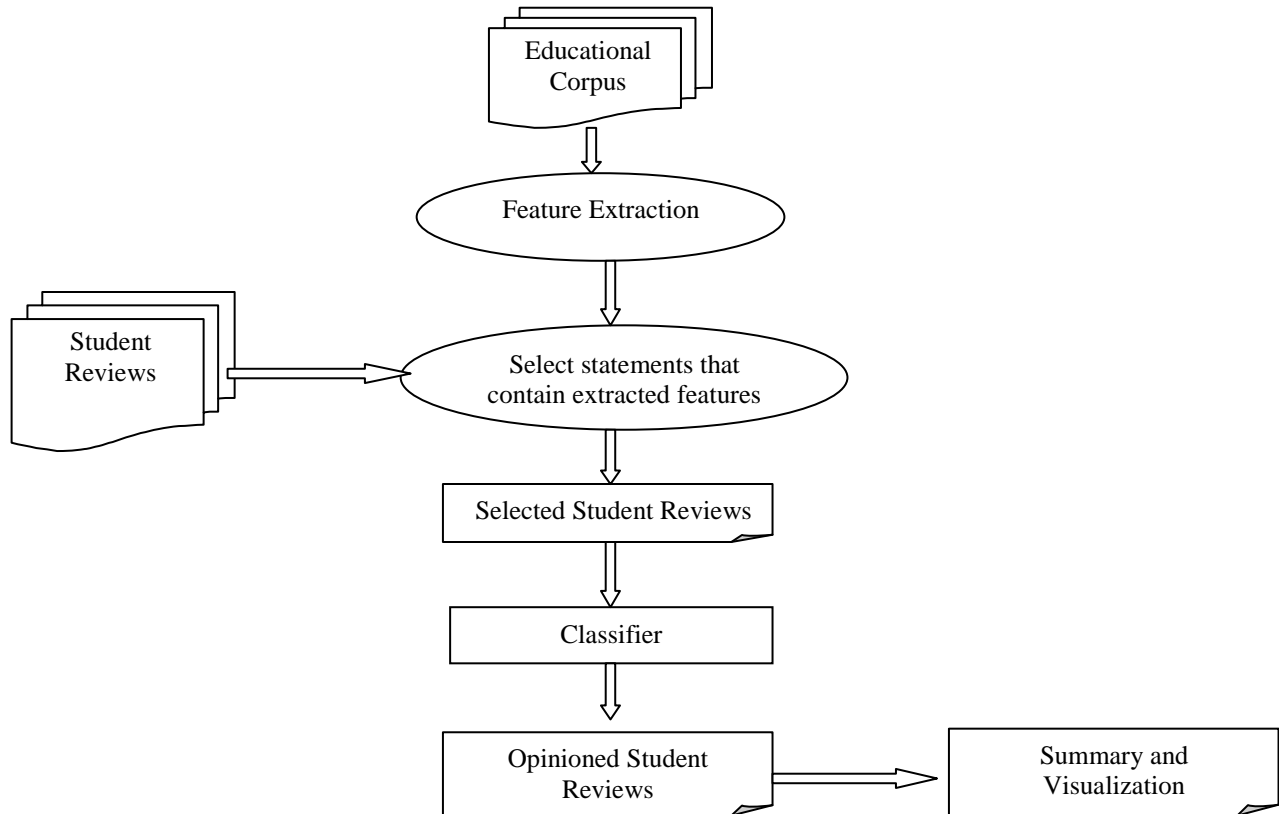 Educational
Corpus
Feature Extraction
Student
Reviews
Select statements that
contain extracted features
Selected Student Reviews
Classifier
Opinioned Student
Reviews
Summary and
Visualization